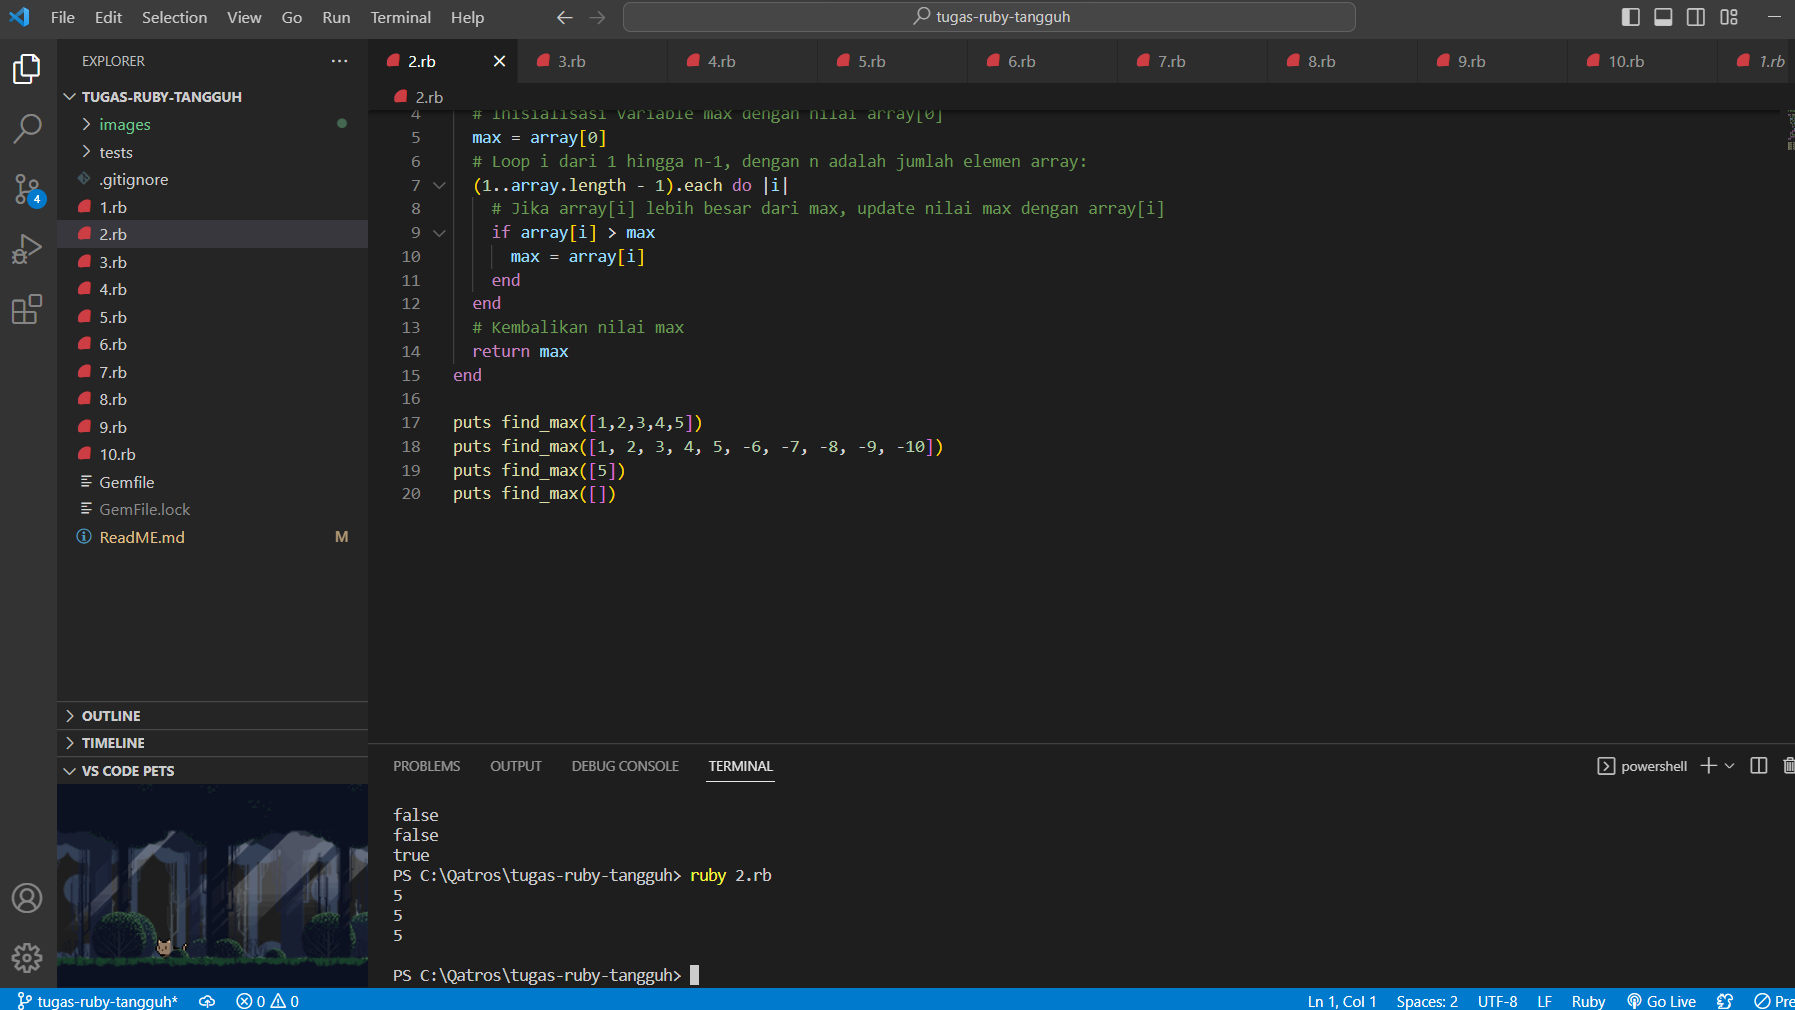 File Edit Selection View Go Run Terminal Help
tugas-ruby-tangguh
EXPLORER
TUGAS-RUBY-TANGGUH
images
tests
.gitignore
1.rb
2.rb
3.rb
4.rb
5.rb
6.rb
7.rb
8.rb
9.rb
10.rb
Gemfile
GemFile.lock
ReadME.md M
4
OUTLINE
TIMELINE
VS CODE PETS
2.rb 3.rb 4.rb 5.rb 6.rb 7.rb 8.rb 9.rb 10.rb 1.rb
2.rb
4 # Inisialisasi variable max dengan nilai array[0]
5 max = array[0]
6 # Loop i dari 1 hingga n-1, dengan n adalah jumlah elemen array:
7 (1..array.length - 1).each do |i|
8 # Jika array[i] lebih besar dari max, update nilai max dengan array[i]
9 if array[i] > max
10 max = array[i]
11 end
12 end
13 # Kembalikan nilai max
14 return max
15 end
16
17 puts find_max([1,2,3,4,5])
18 puts find_max([1, 2, 3, 4, 5, -6, -7, -8, -9, -10])
19 puts find_max([5])
20 puts find_max([])
PROBLEMS OUTPUT DEBUG CONSOLE TERMINAL
powershell
false
false
true
PS C:\Qatros\tugas-ruby-tangguh> ruby 2.rb
5
5
5
PS C:\Qatros\tugas-ruby-tangguh>
tugas-ruby-tangguh* 0 0
Ln 1, Col 1 Spaces: 2 UTF-8 LF Ruby Go Live Pre